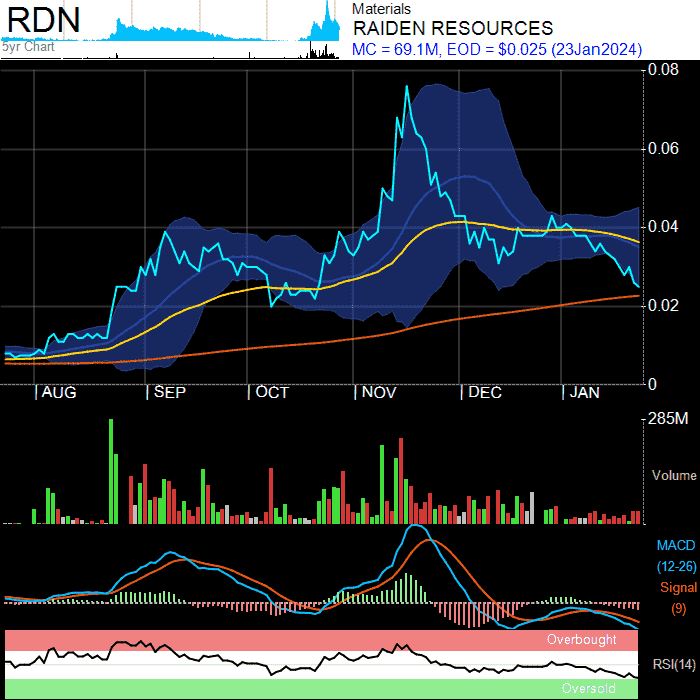 RDN
5yr Chart
Materials
RAIDEN RESOURCES
MC = 69.1M, EOD = $0.025 (23Jan2024)
0.08
0.06
0.04
0.02
0
AUG SEP OCT NOV DEC JAN
285M
Volume
MACD
(12-26)
Signal
(9)
Overbought
RSI(14)
Oversold